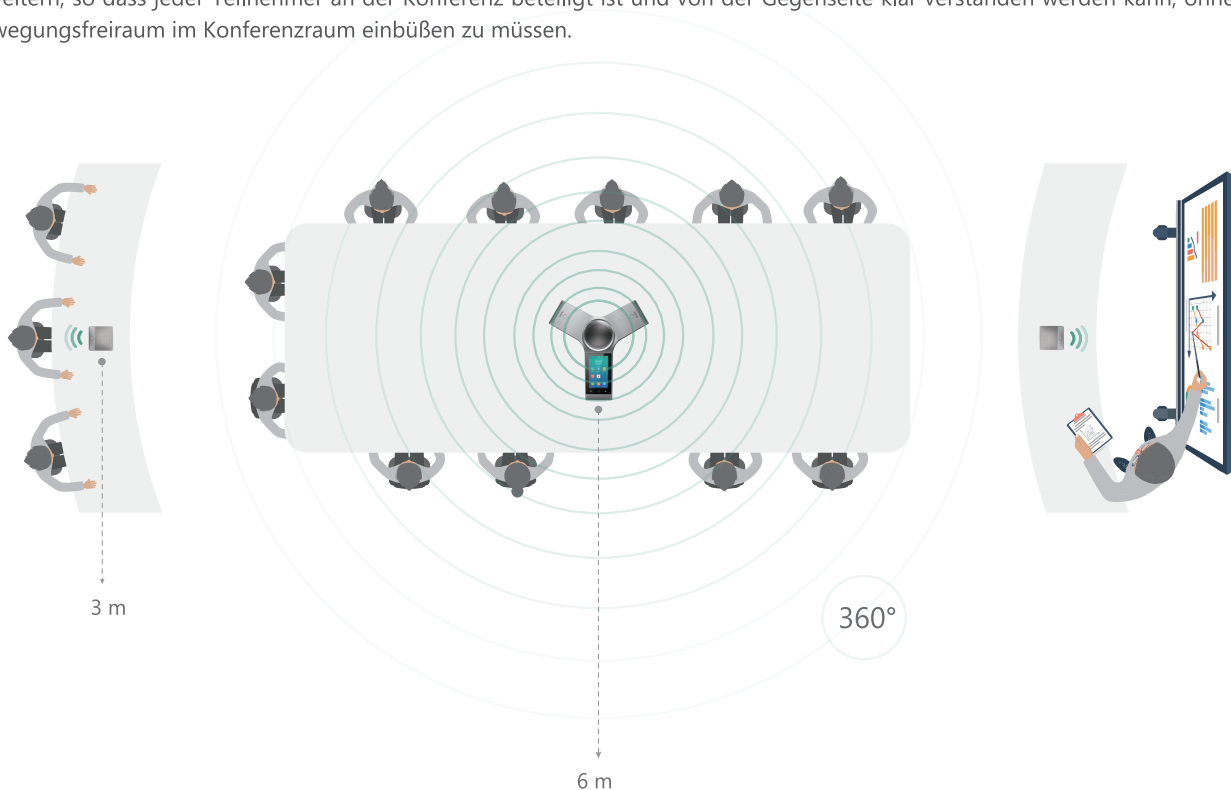 so dass jeder Teilnehmer an der Konferenz beteiligt ist und von der Gegenseite klar verstanden werden kann, ohne
im Konferenzraum einbüßen zu müssen.
3 m
360°
6 m